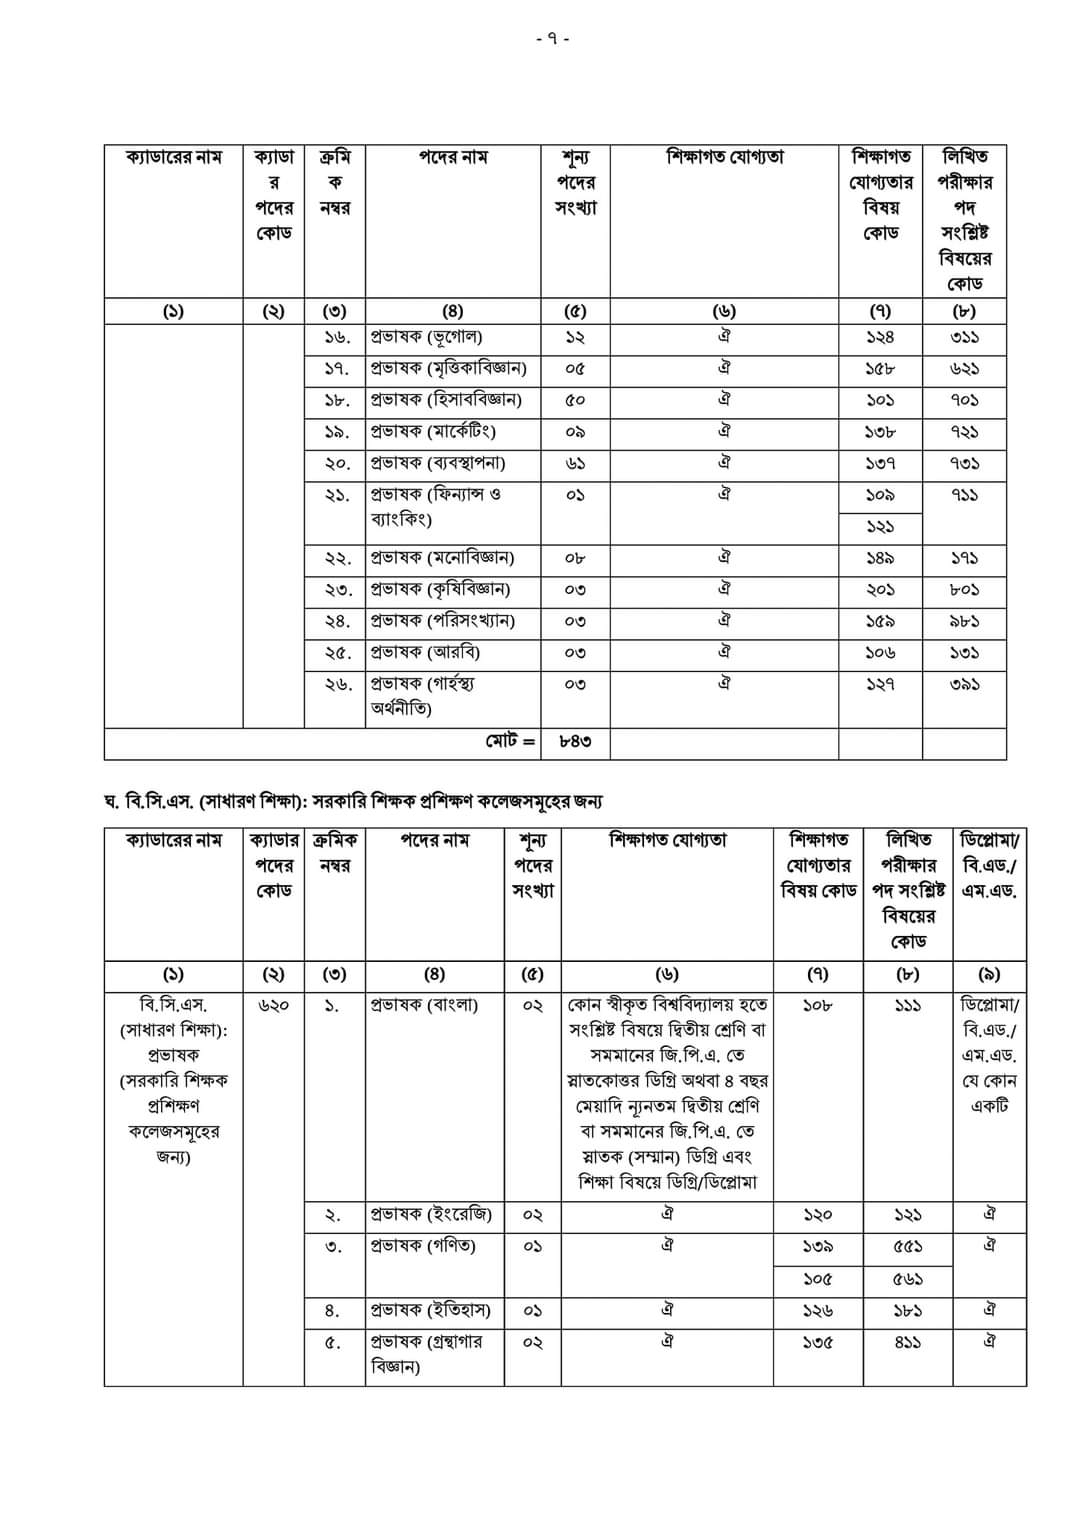 - ৭ -
ক্যাডারের নাম ক্যাডার পদের কোড ক্রমিক নম্বর পদের নাম শূন্য পদের সংখ্যা শিক্ষাগত যোগ্যতা শিক্ষাগত যোগ্যতার বিষয় কোড লিখিত পরীক্ষার পদ সংশ্লিষ্ট বিষয়ের কোড
(১) (২) (৩) (৪) (৫) (৬) (৭) (৮)
১৬. প্রভাষক (ভূগোল) ১২ ঐ ১২৪ ৩১১
১৭. প্রভাষক (মৃত্তিকাবিজ্ঞান) ০৫ ঐ ১৫৮ ৬২১
১৮. প্রভাষক (হিসাববিজ্ঞান) ৫০ ঐ ১০১ ৭০১
১৯. প্রভাষক (মার্কেটিং) ০৯ ঐ ১৩৮ ৭২১
২০. প্রভাষক (ব্যবস্থাপনা) ৬১ ঐ ১৩৭ ৭৩১
২১. প্রভাষক (ফিন্যান্স ও ০১ ঐ ১০৯ ৭১১
ব্যাংকিং) ১২১
২২. প্রভাষক (মনোবিজ্ঞান) ০৮ ঐ ১৪৯ ১৭১
২৩. প্রভাষক (কৃষিবিজ্ঞান) ০৩ ঐ ২০১ ৮০১
২৪. প্রভাষক (পরিসংখ্যান) ০৩ ঐ ১৫৯ ৯৮১
২৫. প্রভাষক (আরবি) ০৩ ঐ ১০৬ ১৩১
২৬. প্রভাষক (গার্হস্থ্য ০৩ ঐ ১২৭ ৩৯১
অর্থনীতি)
মোট = ৮৪৩
ঘ. বি.সি.এস. (সাধারণ শিক্ষা): সরকারি শিক্ষক প্রশিক্ষণ কলেজসমূহের জন্য
ক্যাডারের নাম ক্যাডার ক্রমিক পদের নাম শূন্য শিক্ষাগত যোগ্যতা শিক্ষাগত লিখিত ডিপ্লোমা/
পদের নম্বর পদের যোগ্যতার পরীক্ষার বি.এড./
কোড সংখ্যা বিষয় কোড পদ সংশ্লিষ্ট এম.এড.
বিষয়ের
কোড
(১) (২) (৩) (৪) (৫) (৬) (৭) (৮) (৯)
বি.সি.এস. ৬২০ ১. প্রভাষক (বাংলা) ০২ কোন স্বীকৃত বিশ্ববিদ্যালয় হতে ১০৮ ১১১ ডিপ্লোমা/
(সাধারণ শিক্ষা): সংশ্লিষ্ট বিষয়ে দ্বিতীয় শ্রেণি বা বি.এড./
প্রভাষক সমমানের জি.পি.এ. তে এম.এড.
(সরকারি শিক্ষক স্নাতকোত্তর ডিগ্রি অথবা ৪ বছর যে কোন
প্রশিক্ষণ মেয়াদি ন্যূনতম দ্বিতীয় শ্রেণি একটি
কলেজসমূহের বা সমমানের জি.পি.এ. তে
জন্য) স্নাতক (সম্মান) ডিগ্রি এবং
শিক্ষা বিষয়ে ডিগ্রি/ডিপ্লোমা
২. প্রভাষক (ইংরেজি) ০২ ঐ ১২০ ১২১ ঐ
৩. প্রভাষক (গণিত) ০১ ঐ ১৩৯ ৫৫১ ঐ
১০৫ ৫৬১
৪. প্রভাষক (ইতিহাস) ০১ ঐ ১২৬ ১৮১ ঐ
৫. প্রভাষক (গ্রন্থাগার ০২ ঐ ১৩৫ ৪১১ ঐ
বিজ্ঞান)